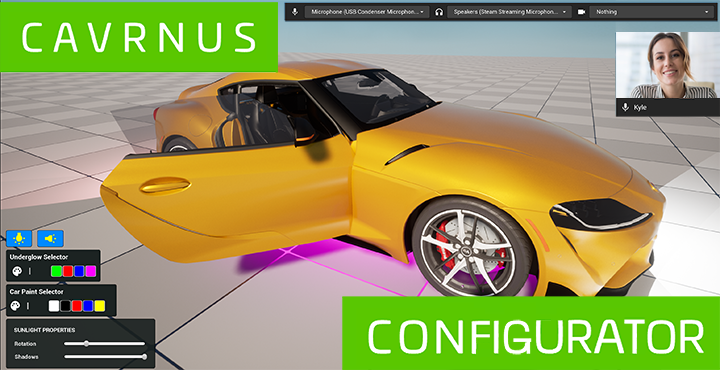 CAVRNUS
Microphone (USB Condenser Microphon...
Speakers (Steam Streaming Microphon...
Nothing
Kyle
Underglow Selector
Car Paint Selector
SUNLIGHT PROPERTIES
Rotation
Shadows
CONFIGURATOR